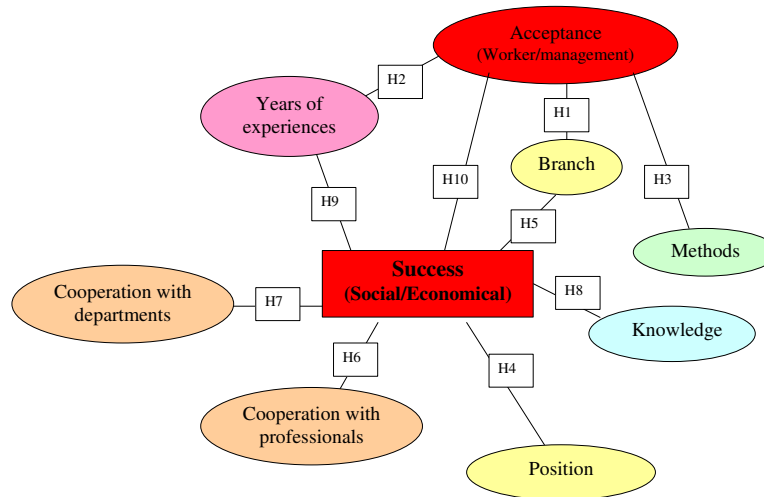 Acceptance
(Worker/management)
H2
Years of
experiences
H1
Branch
H10
H3
H9
H5
Methods
Success
(Social/Economical)
Cooperation with
departments
H7
H8
Knowledge
H6
H4
Cooperation with
professionals
Position